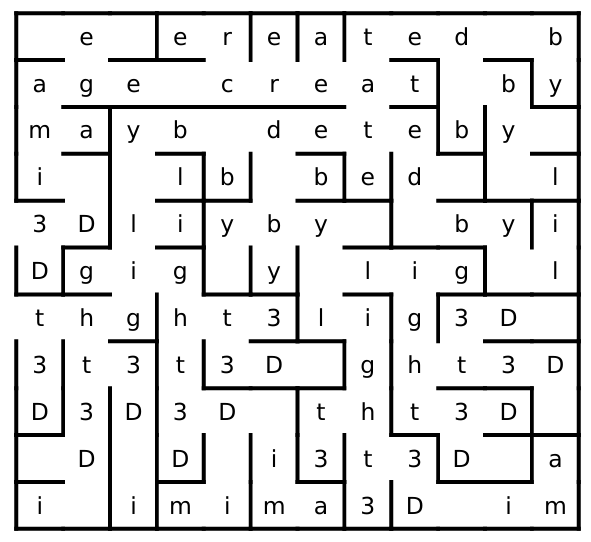 e e r e a t e d b
a g e c r e a t b y
m a y b d e t e b y
i l b b e d l
3 D l i y b y b y i
D g i g y l i g l
t h g h t 3 l i g 3 D
3 t 3 t 3 D g h t 3 D
D 3 D 3 D t h t 3 D
D D i 3 t 3 D a
i i m i m a 3 D i m